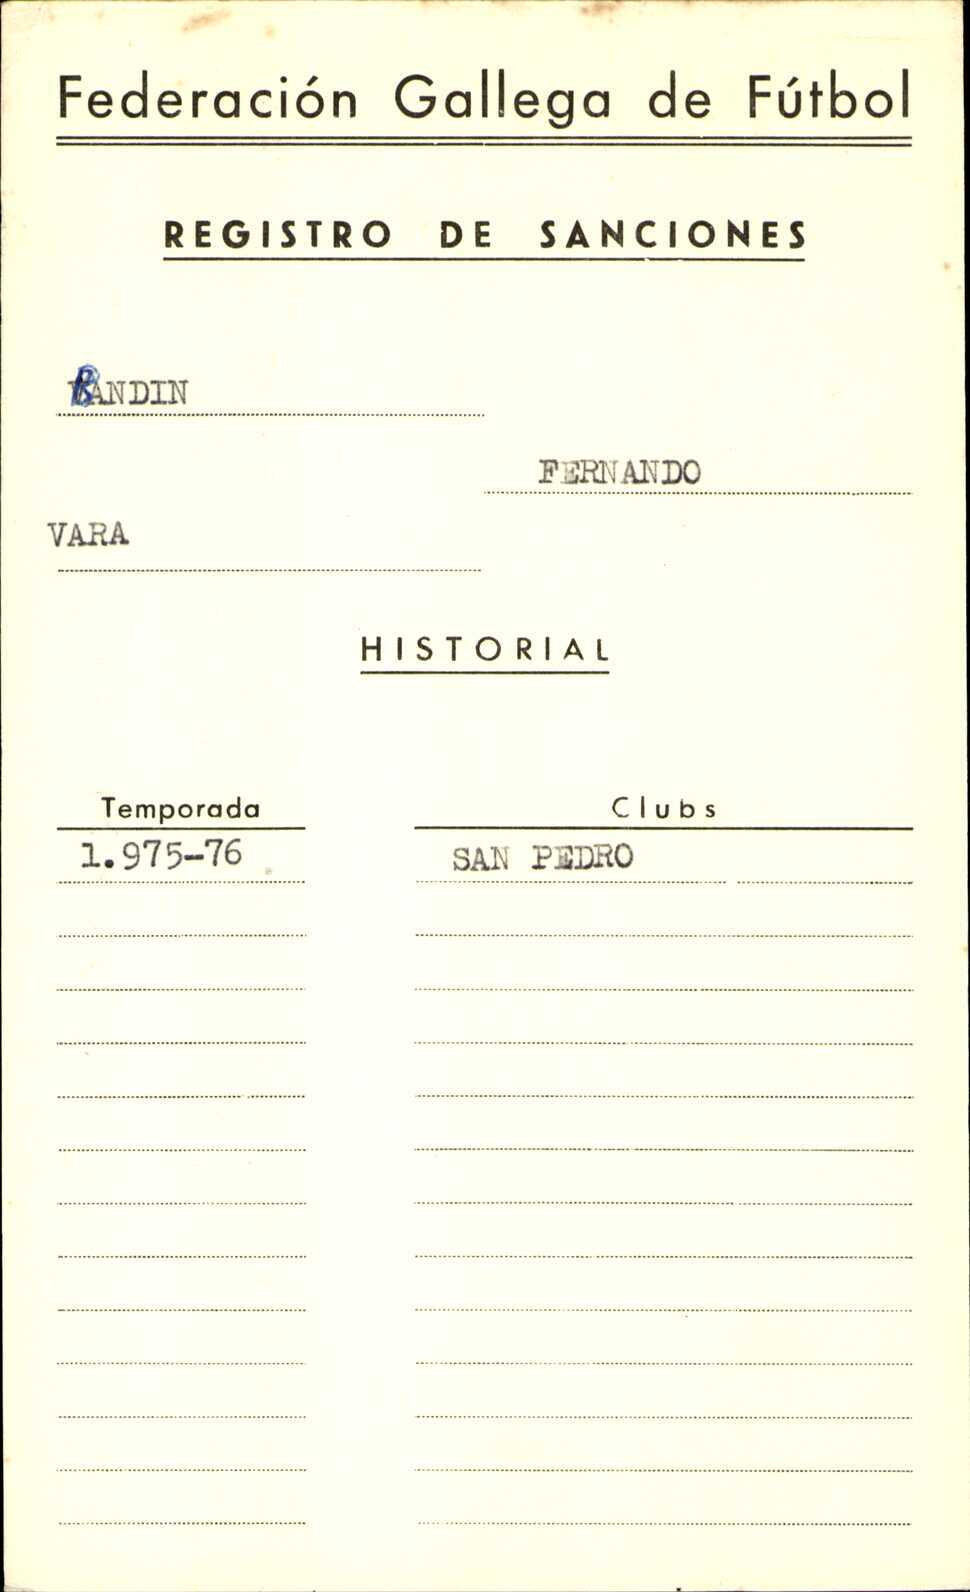 Federación Gallega de Fútbol
REGISTRO DE SANCIONES
BANDIN
FERNANDO
VARA
HISTORIAL
Temporada Clubs
1.975-76 SAN PEDRO